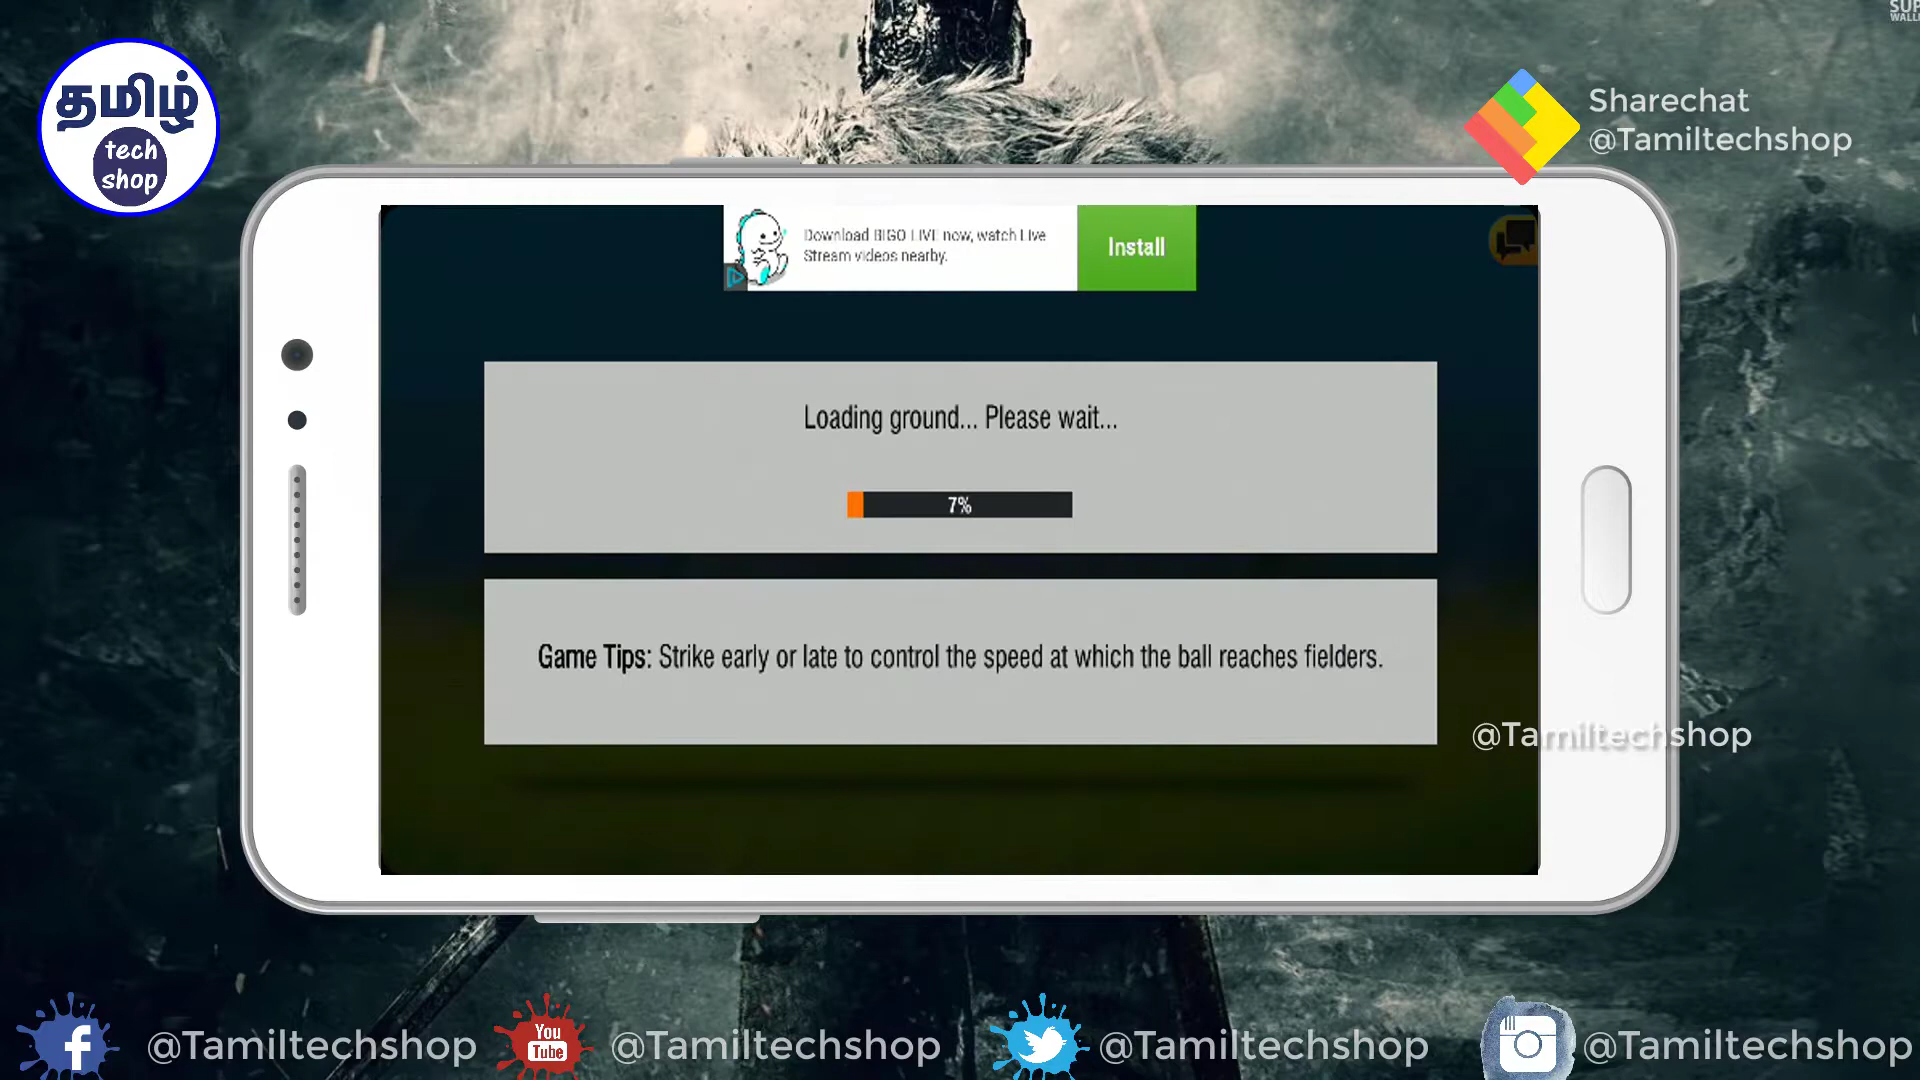 SUP
WALL
தமிழ்
tech
shop
Sharechat
@Tamiltechshop
Download BIGO LIVE now, watch Live
Stream videos nearby.
Install
Loading ground... Please wait...
7%
Game Tips: Strike early or late to control the speed at which the ball reaches fielders.
@Tamiltechshop
@Tamiltechshop
You
Tube
@Tamiltechshop
@Tamiltechshop
@Tamiltechshop